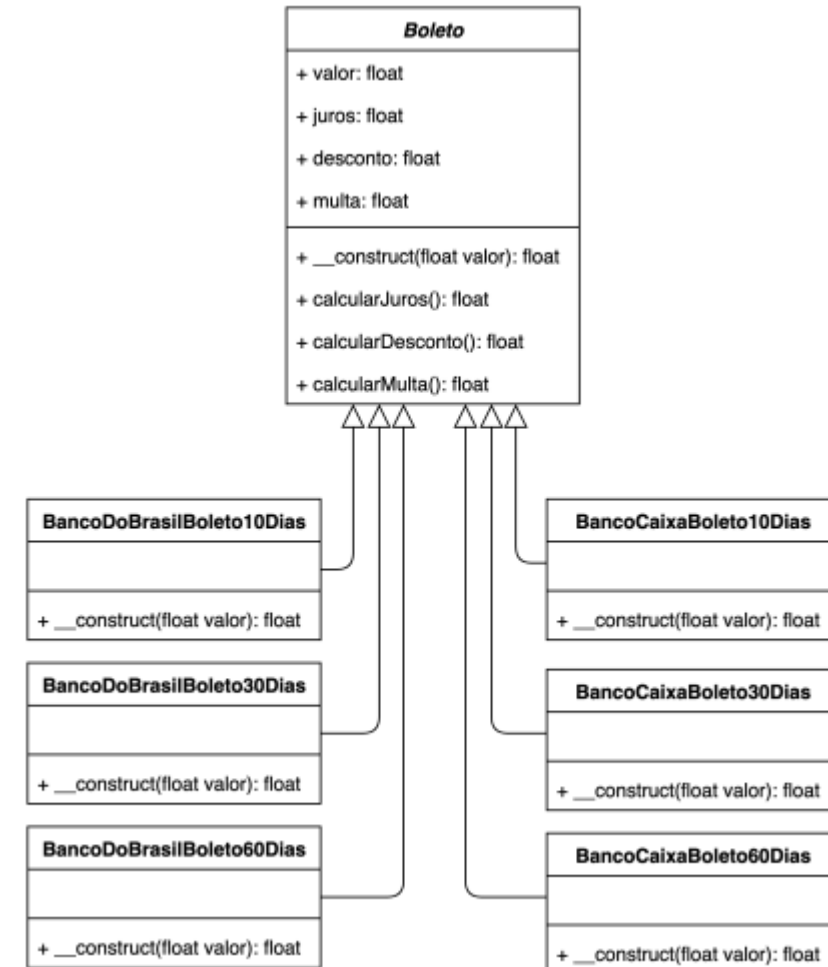 Boleto
+ valor: float
+ juros: float
+ desconto: float
+ multa: float
+ __construct(float valor): float
+ calcularJuros(): float
+ calcularDesconto(): float
+ calcularMulta(): float
BancoDoBrasilBoleto10Dias
+ __construct(float valor): float
BancoDoBrasilBoleto30Dias
+ __construct(float valor): float
BancoDoBrasilBoleto60Dias
+ __construct(float valor): float
BancoCaixaBoleto10Dias
+ __construct(float valor): float
BancoCaixaBoleto30Dias
+ __construct(float valor): float
BancoCaixaBoleto60Dias
+ __construct(float valor): float